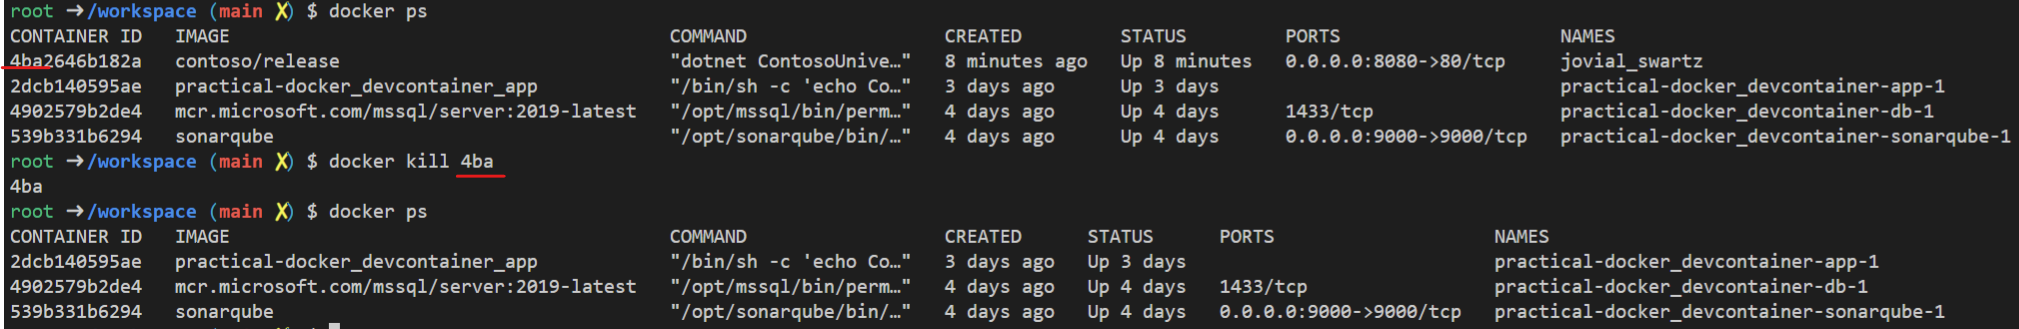 root ➜/workspace (main ✗) $ docker ps
CONTAINER ID   IMAGE                                        COMMAND                  CREATED         STATUS         PORTS                    NAMES
4ba2646b182a   contoso/release                              "dotnet ContosoUnive…"   8 minutes ago   Up 8 minutes   0.0.0.0:8080->80/tcp     jovial_swartz
2dcb140595ae   practical-docker_devcontainer_app            "/bin/sh -c 'echo Co…"   3 days ago      Up 3 days                               practical-docker_devcontainer-app-1
4902579b2de4   mcr.microsoft.com/mssql/server:2019-latest   "/opt/mssql/bin/perm…"   4 days ago      Up 4 days      1433/tcp                 practical-docker_devcontainer-db-1
539b331b6294   sonarqube                                    "/opt/sonarqube/bin/…"   4 days ago      Up 4 days      0.0.0.0:9000->9000/tcp   practical-docker_devcontainer-sonarqube-1
root ➜/workspace (main ✗) $ docker kill 4ba
4ba
root ➜/workspace (main ✗) $ docker ps
CONTAINER ID   IMAGE                                        COMMAND                  CREATED      STATUS      PORTS                    NAMES
2dcb140595ae   practical-docker_devcontainer_app            "/bin/sh -c 'echo Co…"   3 days ago   Up 3 days                            practical-docker_devcontainer-app-1
4902579b2de4   mcr.microsoft.com/mssql/server:2019-latest   "/opt/mssql/bin/perm…"   4 days ago   Up 4 days   1433/tcp                 practical-docker_devcontainer-db-1
539b331b6294   sonarqube                                    "/opt/sonarqube/bin/…"   4 days ago   Up 4 days   0.0.0.0:9000->9000/tcp   practical-docker_devcontainer-sonarqube-1